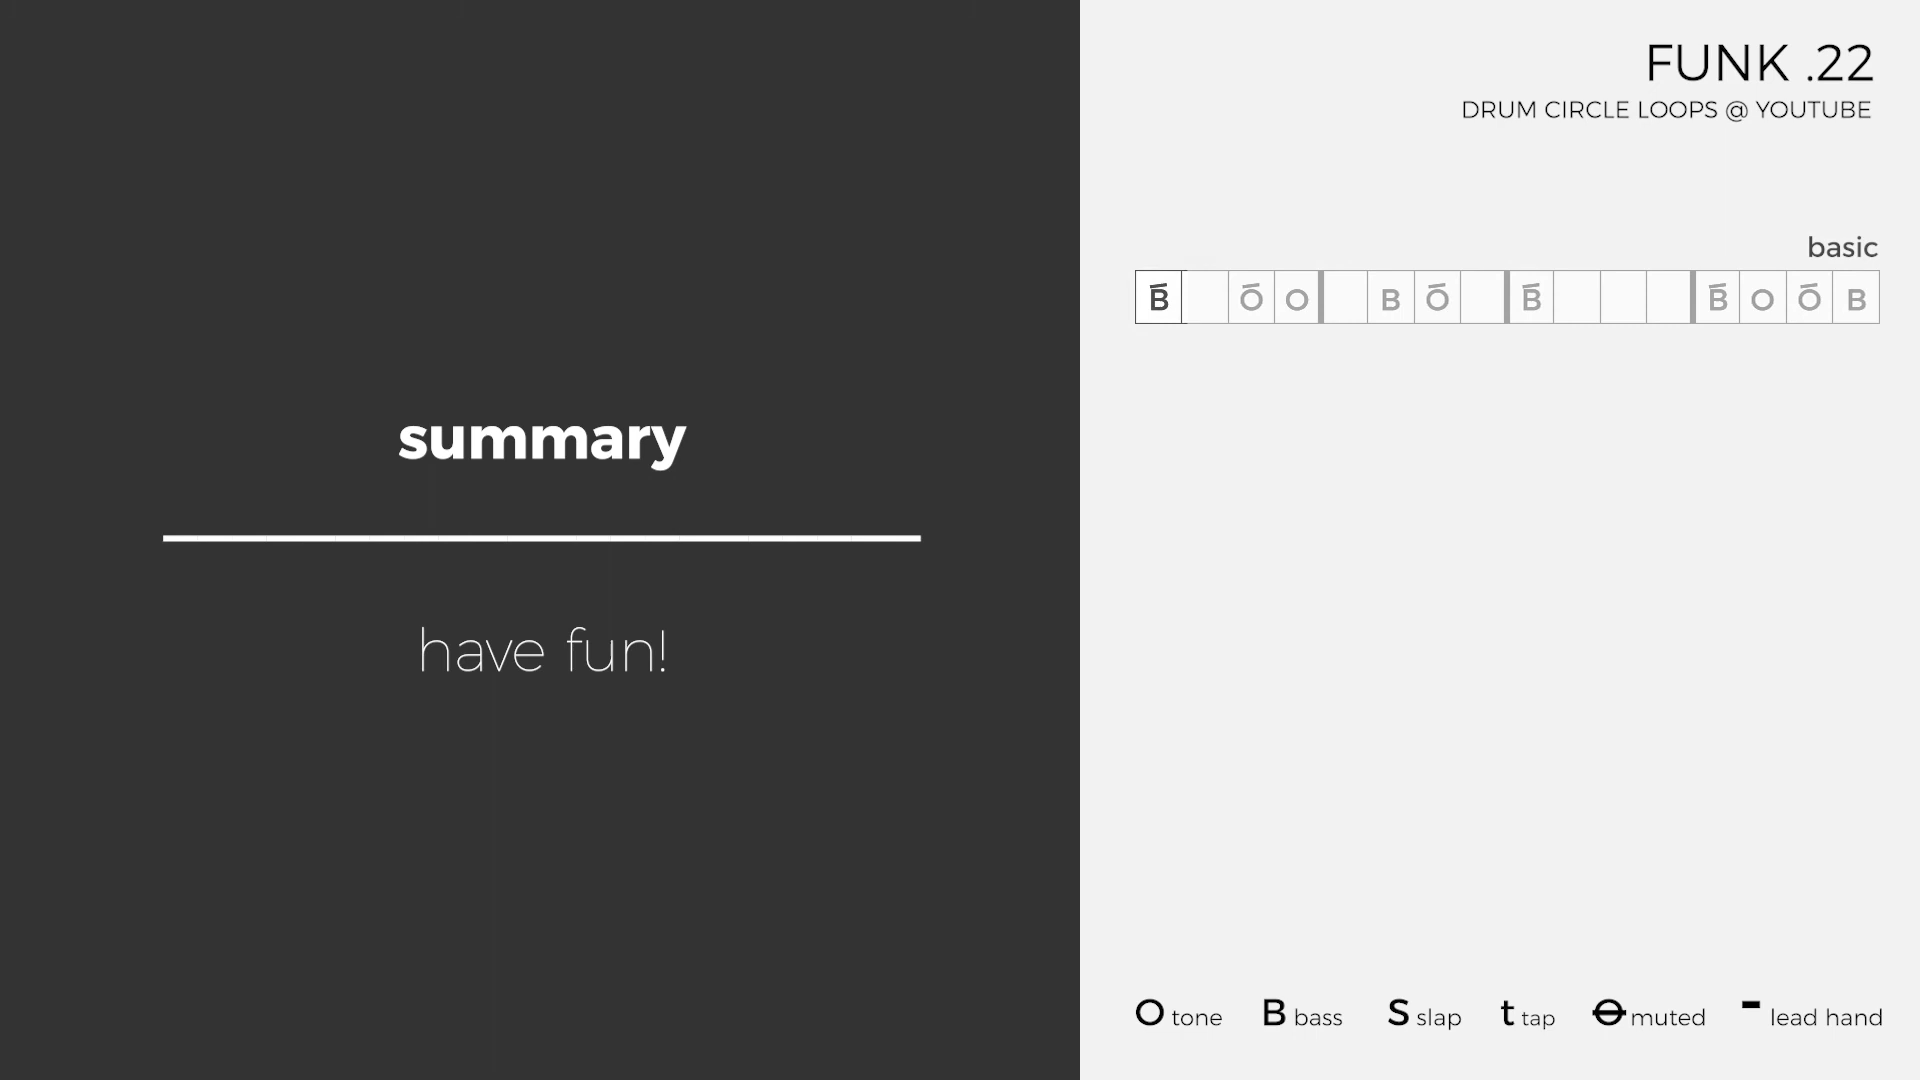 summary
have fun!
FUNK .22
DRUM CIRCLE LOOPS @ YOUTUBE
basic
B̄ Ō O B Ō B̄ B̄ O Ō B
O tone B bass S slap t tap O̶ muted - lead hand